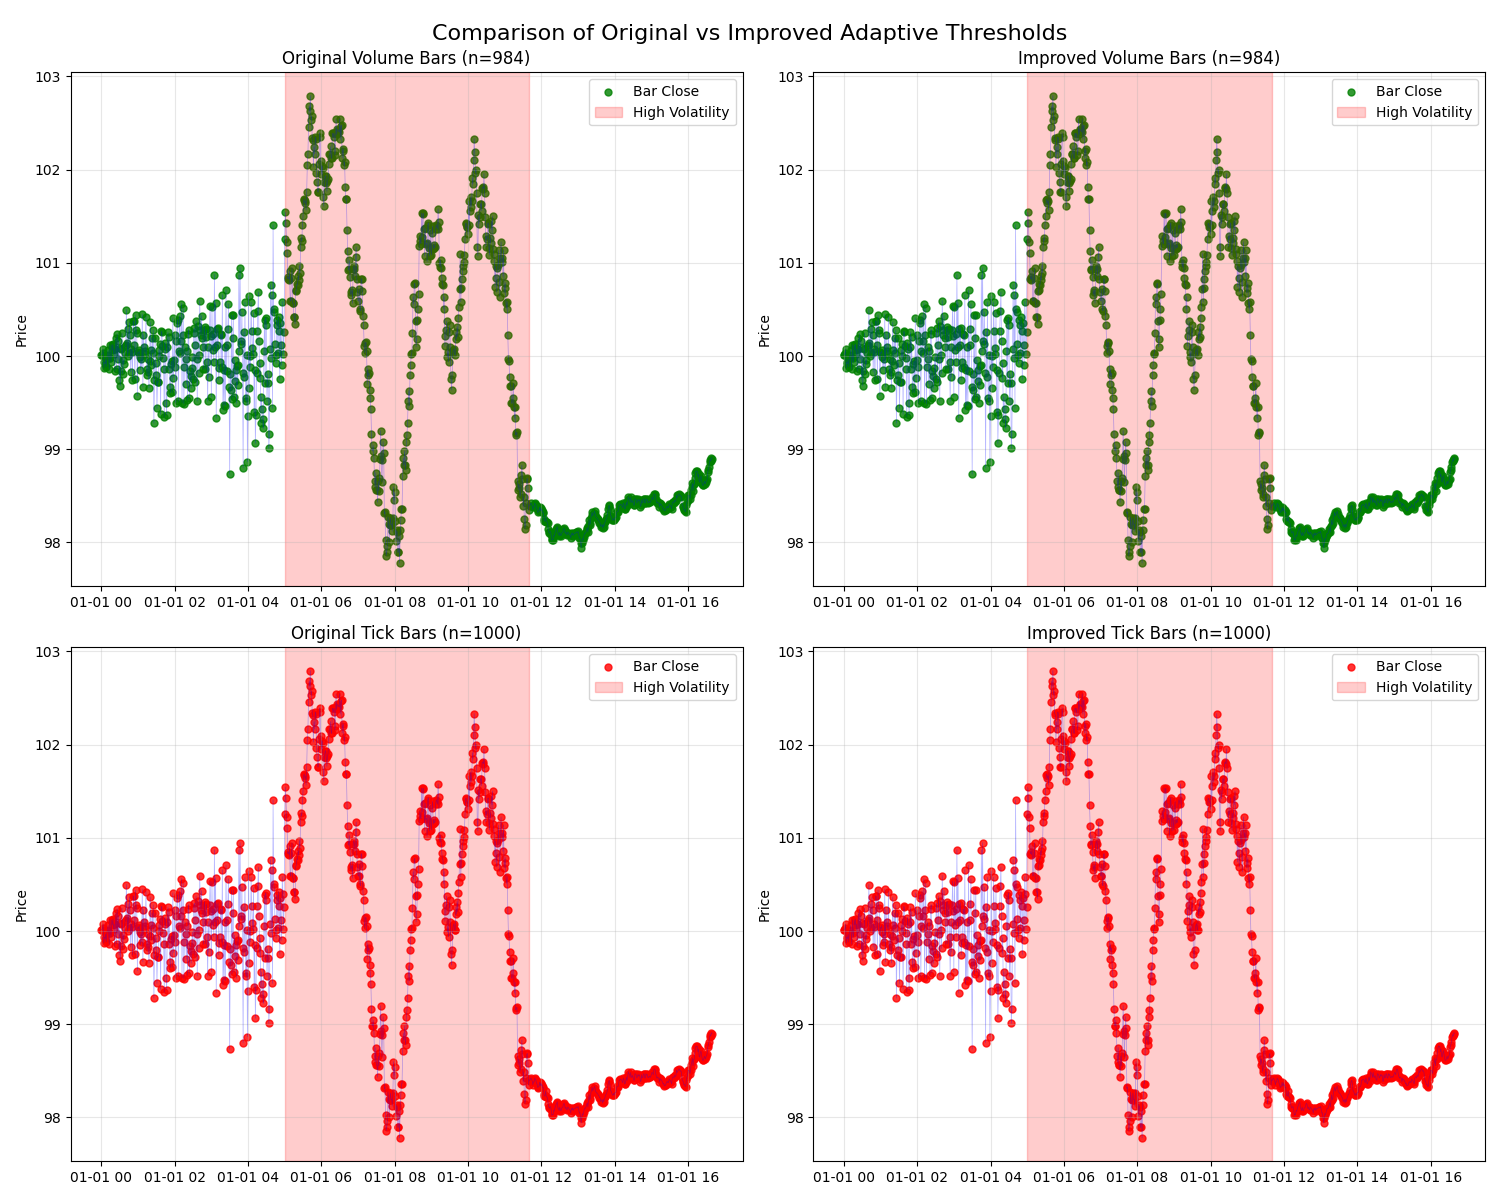 Comparison of Original vs Improved Adaptive Thresholds
Original Volume Bars (n=984)
Bar Close
High Volatility
Price
103
102
101
100
99
98
01-01 00 01-01 02 01-01 04 01-01 06 01-01 08 01-01 10 01-01 12 01-01 14 01-01 16
Improved Volume Bars (n=984)
Bar Close
High Volatility
Price
01-01 00 01-01 02 01-01 04 01-01 06 01-01 08 01-01 10 01-01 12 01-01 14 01-01 16
103
102
101
100
99
98
Original Tick Bars (n=1000)
Bar Close
High Volatility
Price
103
102
101
100
99
98
01-01 00 01-01 02 01-01 04 01-01 06 01-01 08 01-01 10 01-01 12 01-01 14 01-01 16
Improved Tick Bars (n=1000)
Bar Close
High Volatility
Price
01-01 00 01-01 02 01-01 04 01-01 06 01-01 08 01-01 10 01-01 12 01-01 14 01-01 16
103
102
101
100
99
98